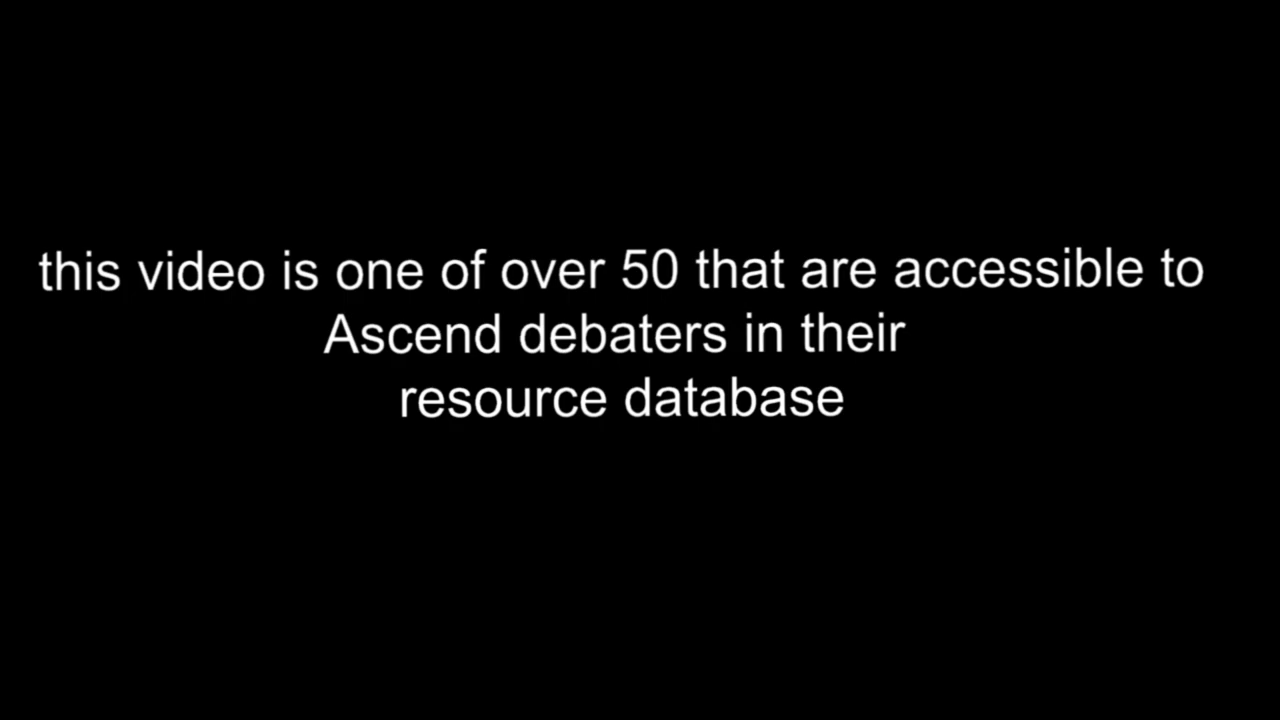 this video is one of over 50 that are accessible to
Ascend debaters in their
resource database